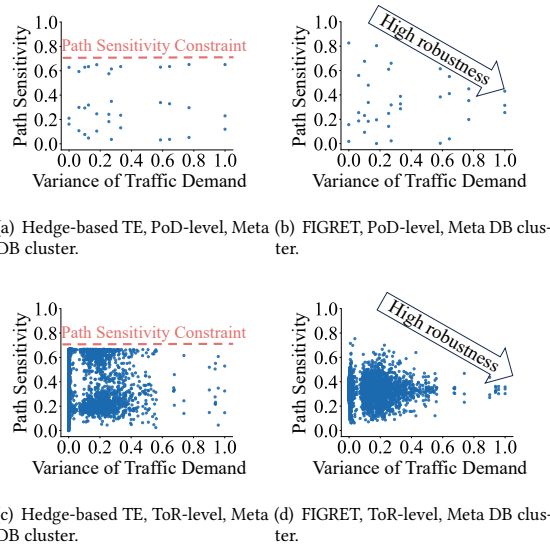 1.0
Path Sensitivity Constraint
0.8
0.6
0.4
0.2
0.0
Path Sensitivity
0.0 0.2 0.4 0.6 0.8 1.0
Variance of Traffic Demand
1.0
High robustness
0.8
0.6
0.4
0.2
0.0
Path Sensitivity
0.0 0.2 0.4 0.6 0.8 1.0
Variance of Traffic Demand
a) Hedge-based TE, PoD-level, Meta
DB cluster.
(b) FIGRET, PoD-level, Meta DB clus-
ter.
1.0
Path Sensitivity Constraint
0.8
0.6
0.4
0.2
0.0
Path Sensitivity
0.0 0.2 0.4 0.6 0.8 1.0
Variance of Traffic Demand
1.0
High robustness
0.8
0.6
0.4
0.2
0.0
Path Sensitivity
0.0 0.2 0.4 0.6 0.8 1.0
Variance of Traffic Demand
c) Hedge-based TE, ToR-level, Meta
DB cluster.
(d) FIGRET, ToR-level, Meta DB clus-
ter.